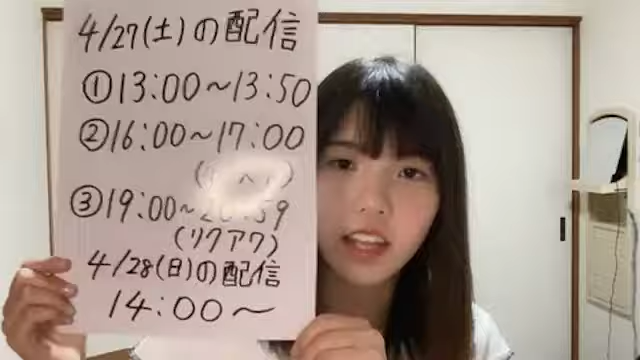 4/27(土)の配信
①13:00~13:50
②16:00~17:00
③19:00~
(リクアワ)
4/28(日)の配信
14:00~